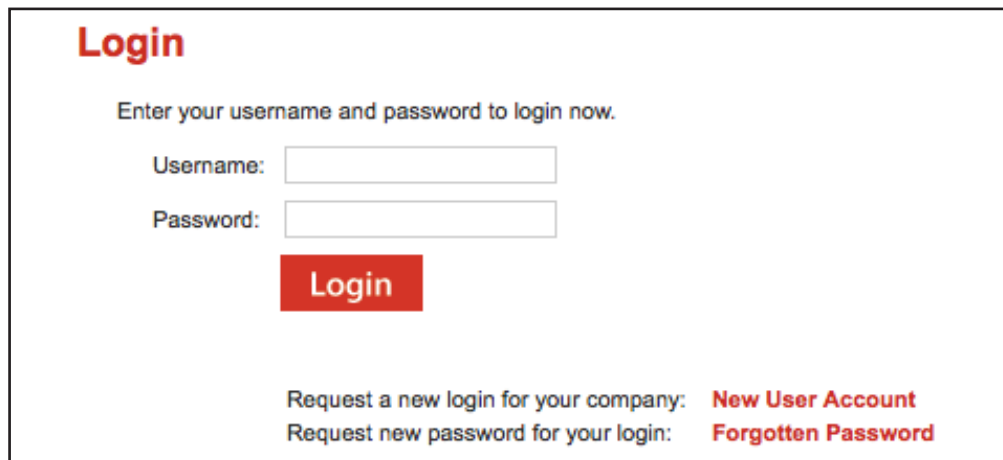 Login
Enter your username and password to login now.
Username:
Password:
Login
Request a new login for your company: New User Account
Request new password for your login: Forgotten Password